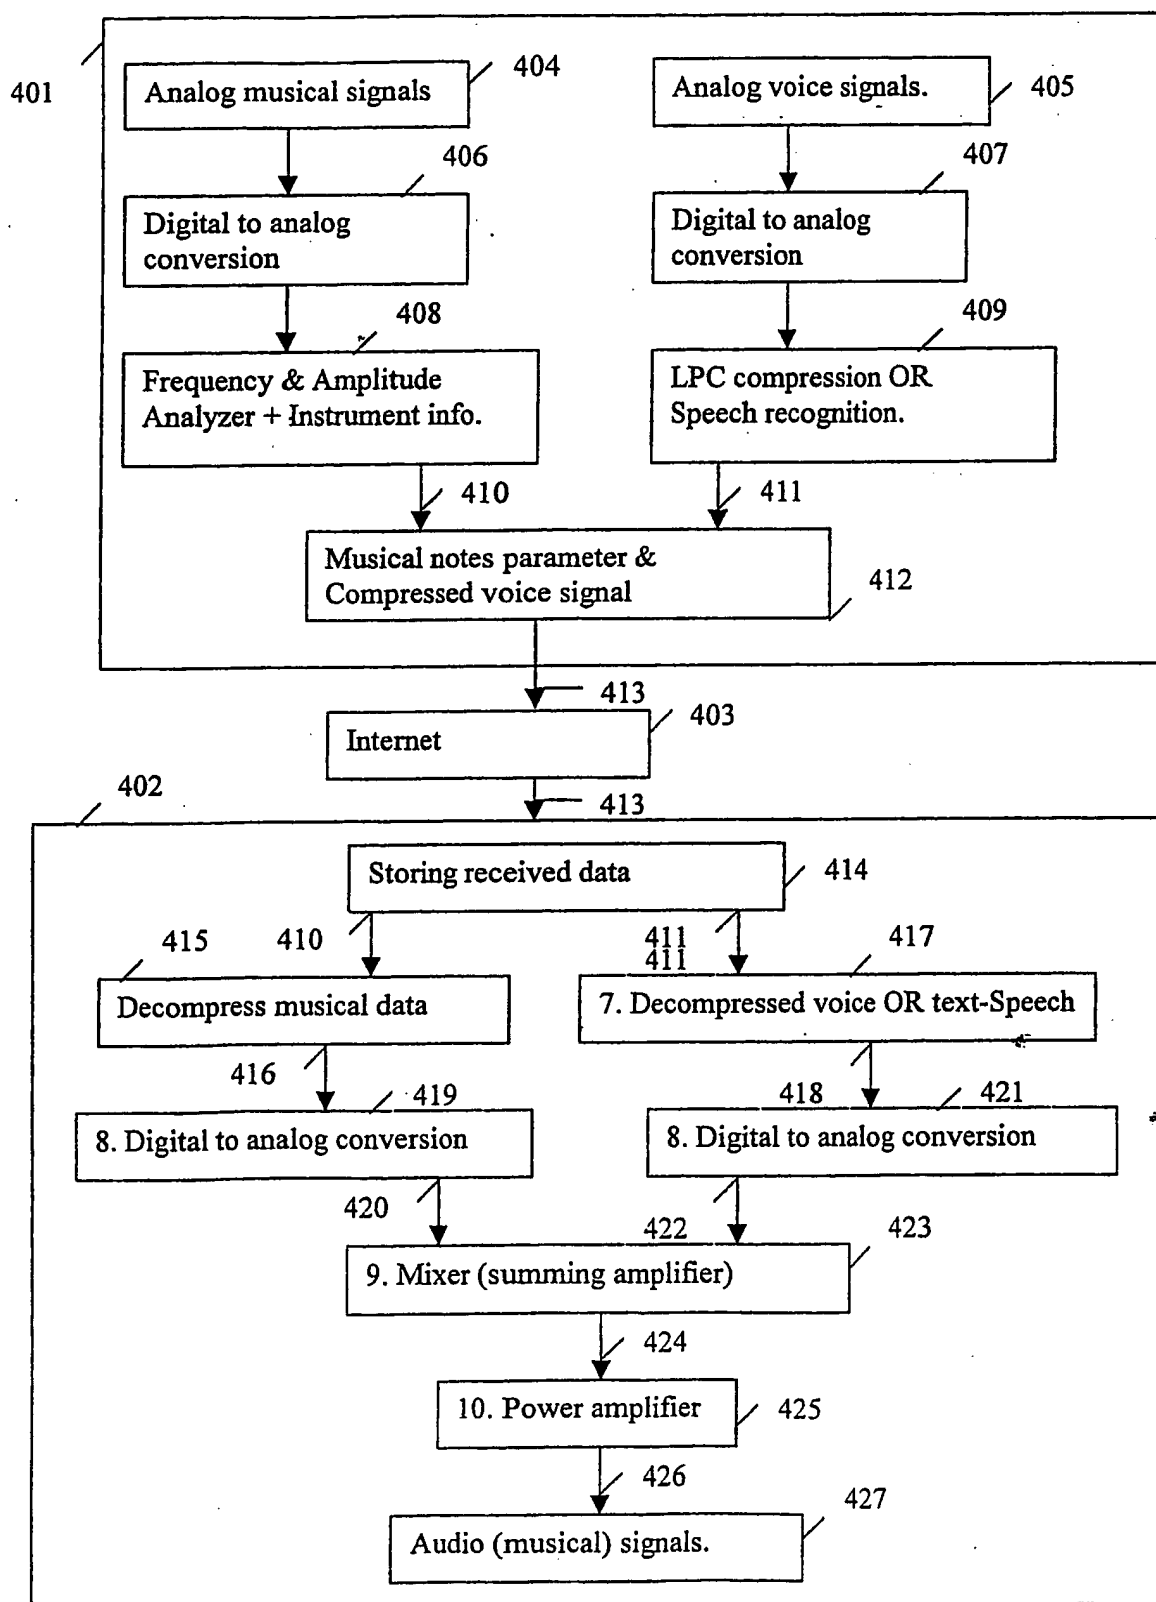 401
404
Analog musical signals
Analog voice signals.
405
406
407
Digital to analog
conversion
Digital to analog
conversion
408
409
Frequency & Amplitude
Analyzer + Instrument info.
LPC compression OR
Speech recognition.
410
411
Musical notes parameter &
Compressed voice signal
412
413
403
Internet
402
413
Storing received data
414
415
410
411
411
417
Decompress musical data
7. Decompressed voice OR text-Speech
416
419
418
421
8. Digital to analog conversion
8. Digital to analog conversion
420
422
423
9. Mixer (summing amplifier)
424
10. Power amplifier
425
426
427
Audio (musical) signals.